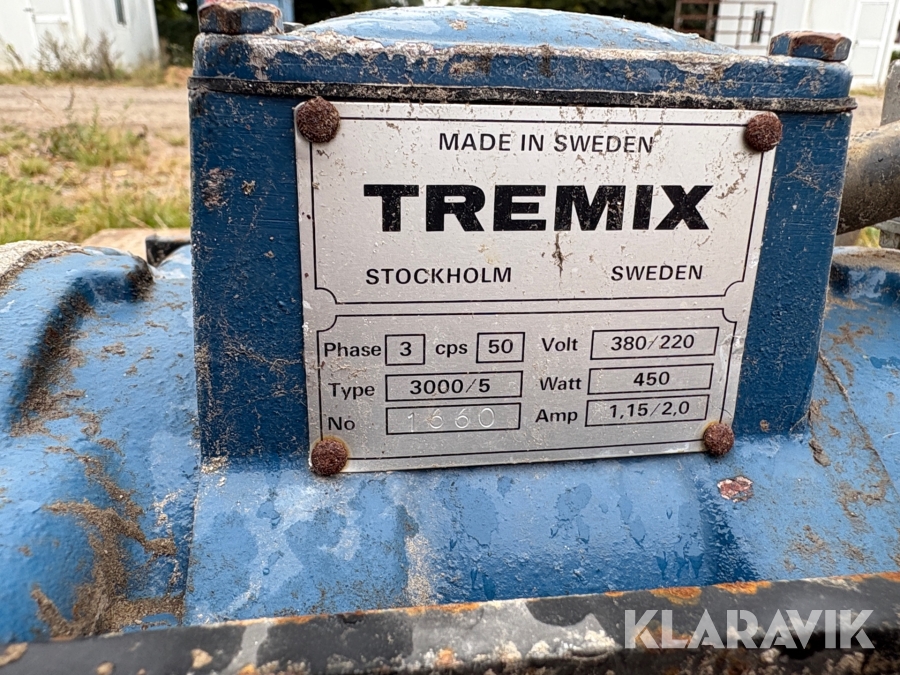 MADE IN SWEDEN
TREMIX
STOCKHOLM SWEDEN
Phase 3 cps 50 Volt 380/220
Type 3000/5 Watt 450
No 1660 Amp 1,15/2,0
KLARAVIK